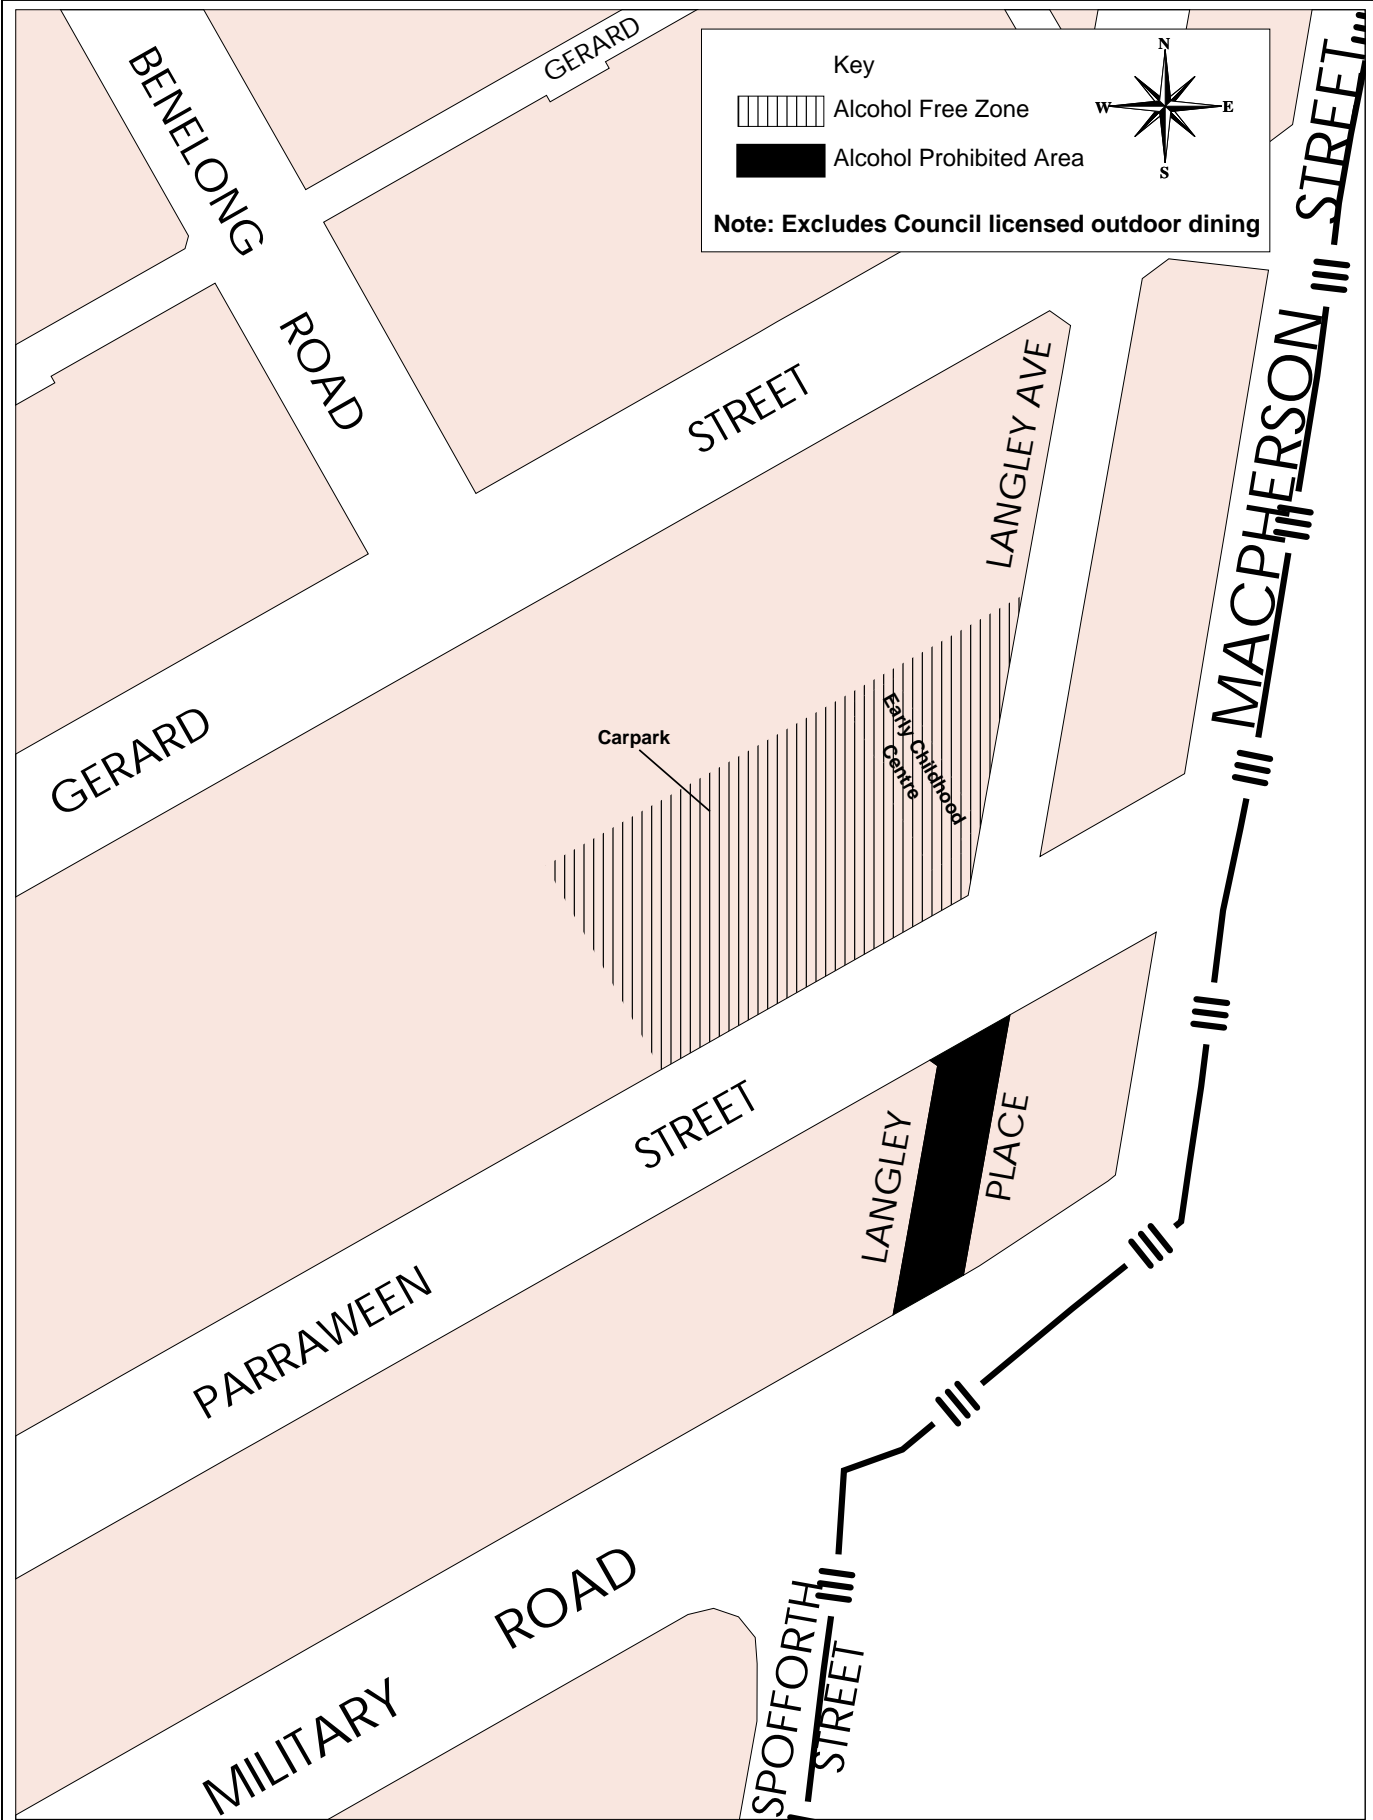 GERARD
BENELONG
ROAD
Key
Alcohol Free Zone
Alcohol Prohibited Area
Note: Excludes Council licensed outdoor dining
N
W
E
S
STREET
MACPHERSON
STREET
LANGLEY AVE
GERARD
Carpark
Early Childhood
Centre
STREET
PARRAWEEN
LANGLEY
PLACE
ROAD
MILITARY
SPOFFORTH
STREET